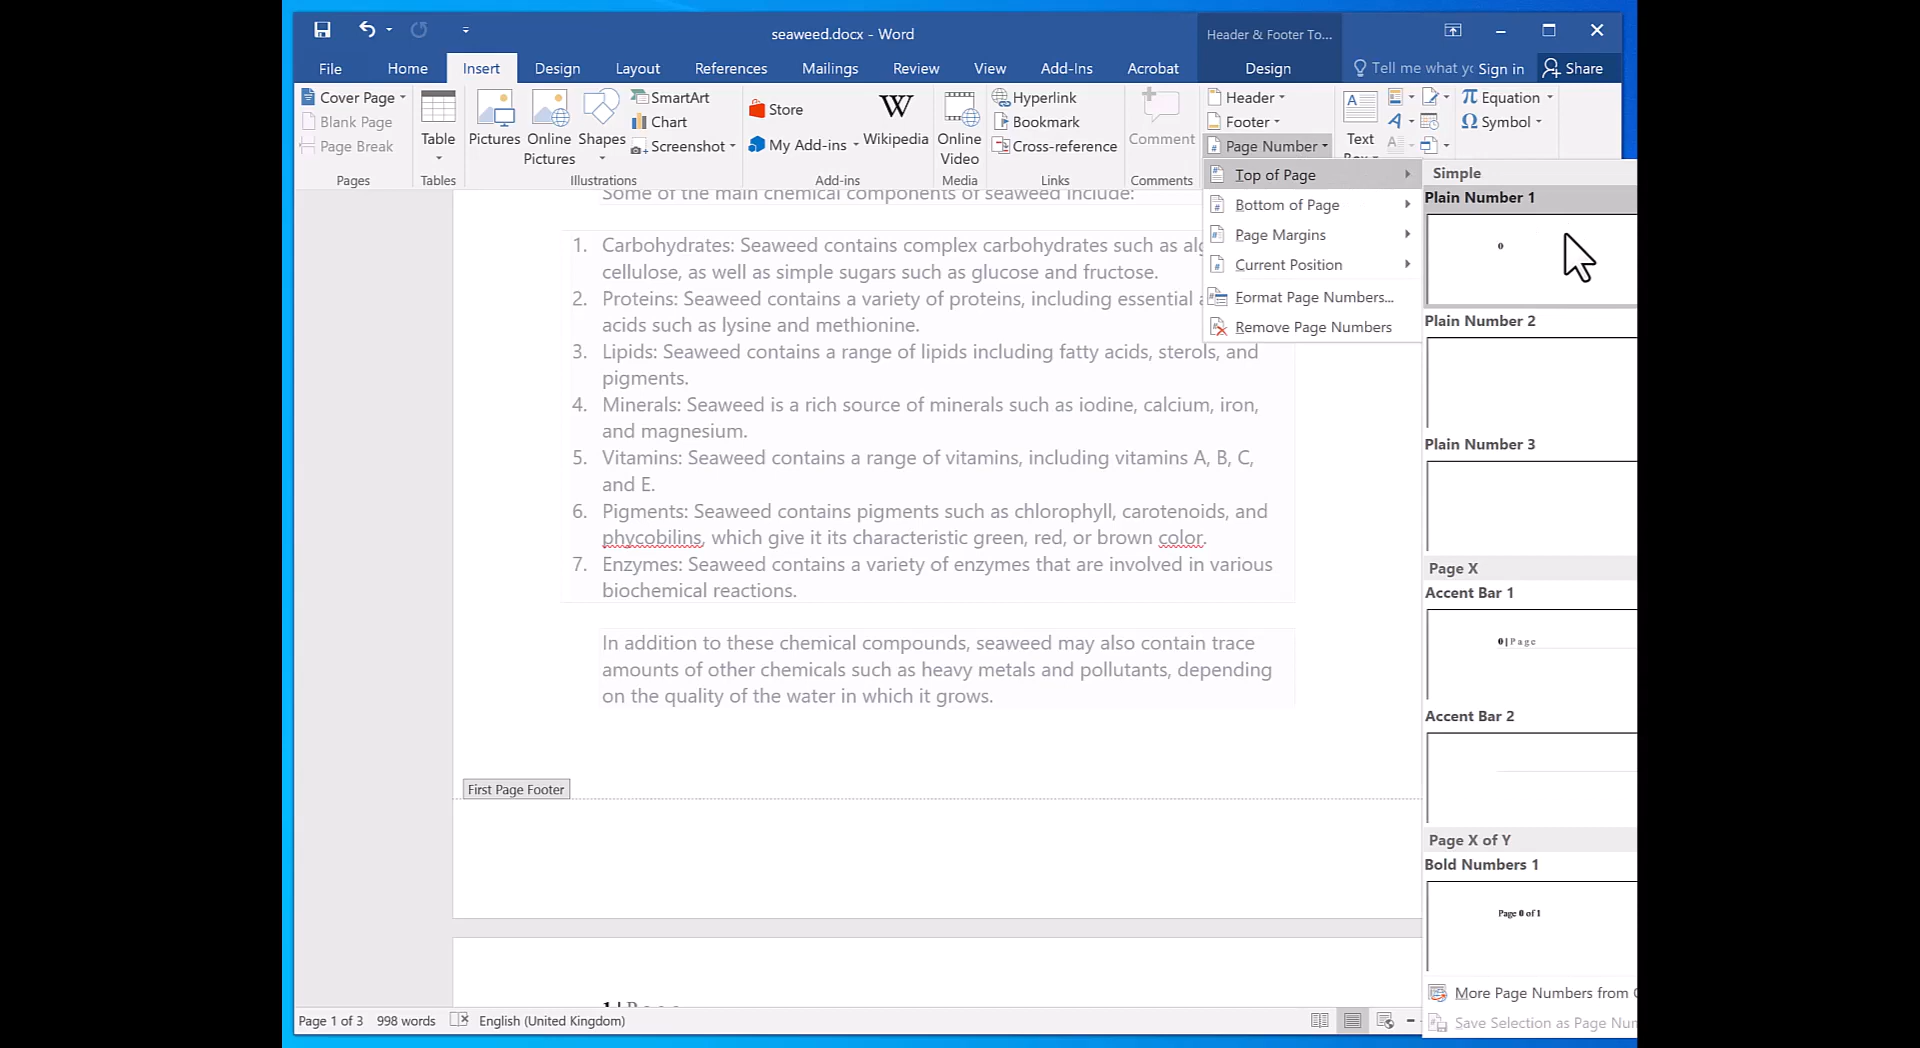 seaweed.docx - Word
Header & Footer To...
File
Home
Insert
Design
Layout
References
Mailings
Review
View
Add-Ins
Acrobat
Design
Tell me what yo
Sign in
Share
Cover Page
Blank Page
Page Break
Pages
Table
Tables
Pictures
Online
Pictures
Shapes
SmartArt
Chart
Screenshot
Illustrations
Store
My Add-ins
Add-ins
W
Wikipedia
Online
Video
Media
Hyperlink
Bookmark
Cross-reference
Links
Comment
Comments
Header
Footer
Page Number
Text
A
Equation
Symbol
Top of Page
Bottom of Page
Page Margins
Current Position
Format Page Numbers...
Remove Page Numbers
Simple
Plain Number 1
0
Plain Number 2
Plain Number 3
Page X
Accent Bar 1
0 | Page
Accent Bar 2
Page X of Y
Bold Numbers 1
Page 0 of 1
More Page Numbers from
Save Selection as Page Num
Some of the main chemical components of seaweed include:
1. Carbohydrates: Seaweed contains complex carbohydrates such as alg
cellulose, as well as simple sugars such as glucose and fructose.
2. Proteins: Seaweed contains a variety of proteins, including essential
acids such as lysine and methionine.
3. Lipids: Seaweed contains a range of lipids including fatty acids, sterols, and
pigments.
4. Minerals: Seaweed is a rich source of minerals such as iodine, calcium, iron,
and magnesium.
5. Vitamins: Seaweed contains a range of vitamins, including vitamins A, B, C,
and E.
6. Pigments: Seaweed contains pigments such as chlorophyll, carotenoids, and
phycobilins, which give it its characteristic green, red, or brown color.
7. Enzymes: Seaweed contains a variety of enzymes that are involved in various
biochemical reactions.
In addition to these chemical compounds, seaweed may also contain trace
amounts of other chemicals such as heavy metals and pollutants, depending
on the quality of the water in which it grows.
First Page Footer
1 | Page
Page 1 of 3
998 words
English (United Kingdom)